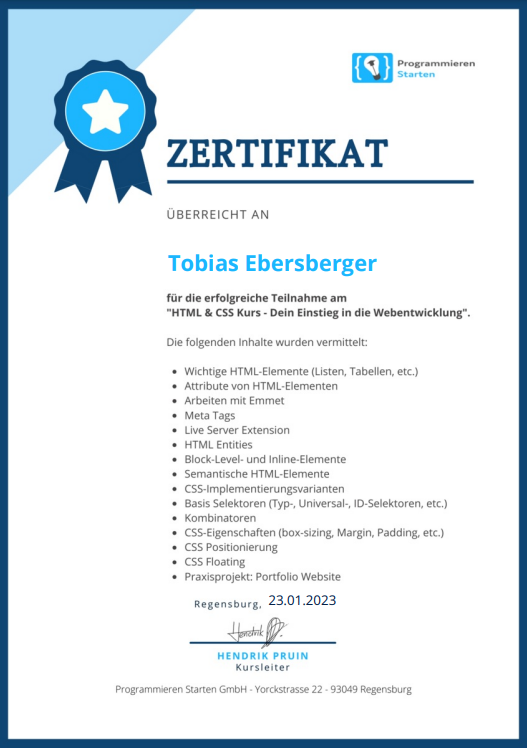 Programmieren
Starten
ZERTIFIKAT
ÜBERREICHT AN
Tobias Ebersberger
für die erfolgreiche Teilnahme am
"HTML & CSS Kurs - Dein Einstieg in die Webentwicklung".
Die folgenden Inhalte wurden vermittelt:
• Wichtige HTML-Elemente (Listen, Tabellen, etc.)
• Attribute von HTML-Elementen
• Arbeiten mit Emmet
• Meta Tags
• Live Server Extension
• HTML Entities
• Block-Level- und Inline-Elemente
• Semantische HTML-Elemente
• CSS-Implementierungsvarianten
• Basis Selektoren (Typ-, Universal-, ID-Selektoren, etc.)
• Kombinatoren
• CSS-Eigenschaften (box-sizing, Margin, Padding, etc.)
• CSS Positionierung
• CSS Floating
• Praxisprojekt: Portfolio Website
Regensburg, 23.01.2023
Hendrik P.
HENDRIK PRUIN
Kursleiter
Programmieren Starten GmbH - Yorckstrasse 22 - 93049 Regensburg